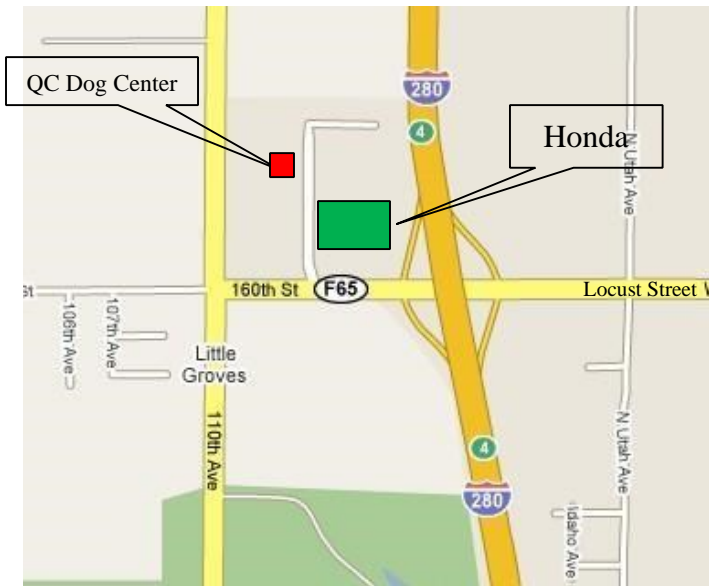 280
QC Dog Center
4
Honda
N Utah Ave
160th St
F65
Locust Street
106th Ave
107th Ave
Little
Groves
110th Ave
N Utah Ave
4
280
Idaho Ave